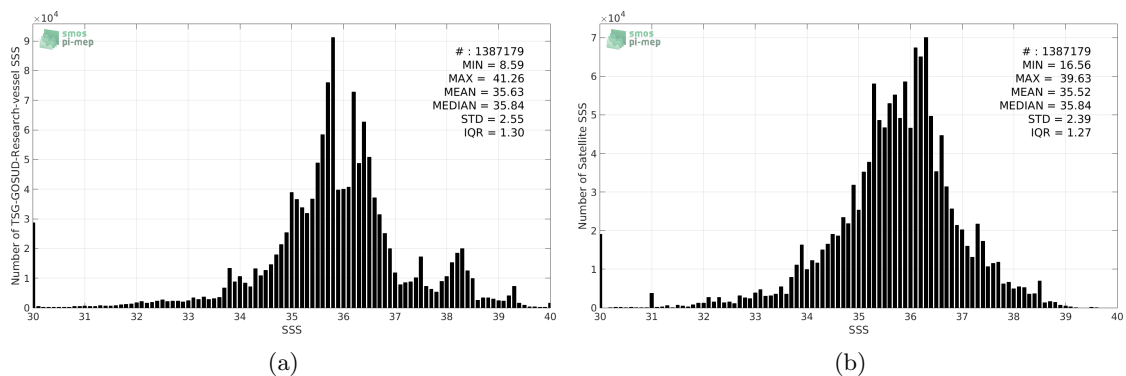 ×10⁴
smos
pi-mep
# : 1387179
MIN = 8.59
MAX = 41.26
MEAN = 35.63
MEDIAN = 35.84
STD = 2.55
IQR = 1.30
Number of TSG-GOSUD-Research-vessel SSS
9
8
7
6
5
4
3
2
1
0
30 31 32 33 34 35 36 37 38 39 40
SSS
(a)
×10⁴
smos
pi-mep
# : 1387179
MIN = 16.56
MAX = 39.63
MEAN = 35.52
MEDIAN = 35.84
STD = 2.39
IQR = 1.27
Number of Satellite SSS
7
6
5
4
3
2
1
0
30 31 32 33 34 35 36 37 38 39 40
SSS
(b)